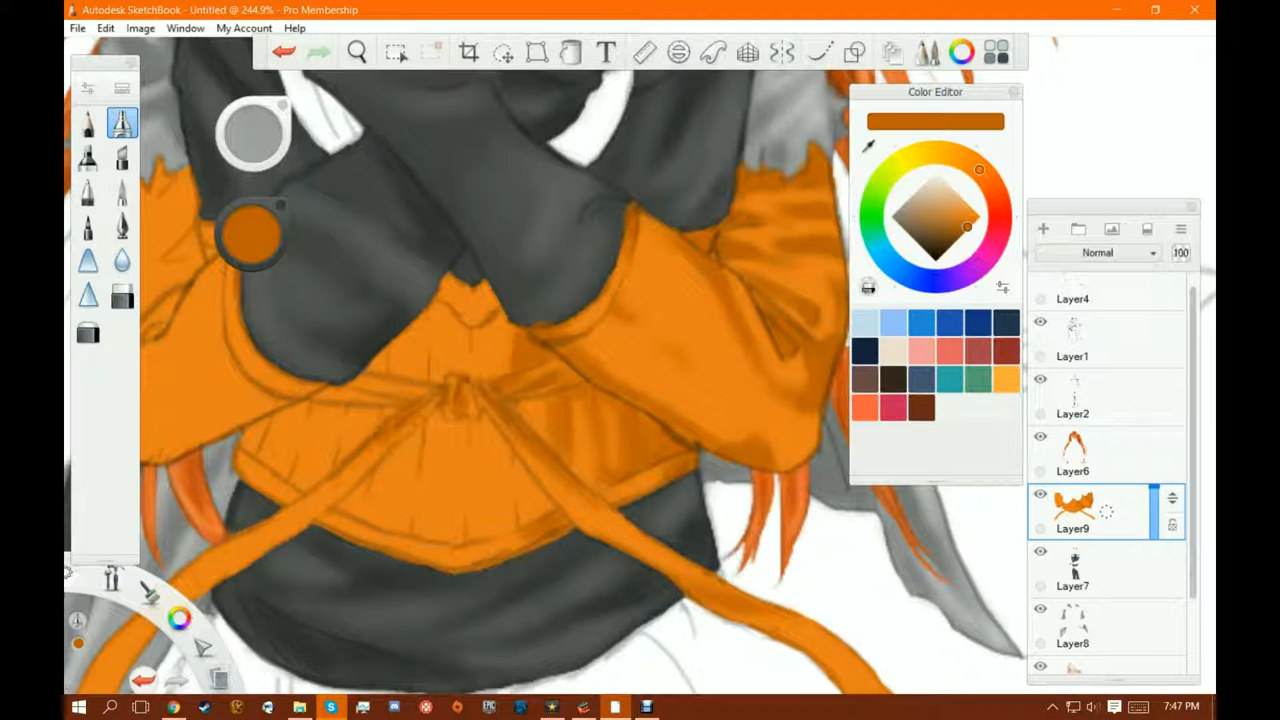 Autodesk SketchBook - Untitled @ 244.9% - Pro Membership
File Edit Image Window My Account Help
T
Color Editor
Normal 100
Layer4
Layer1
Layer2
Layer6
Layer9
Layer7
Layer8
EPIC
7:47 PM